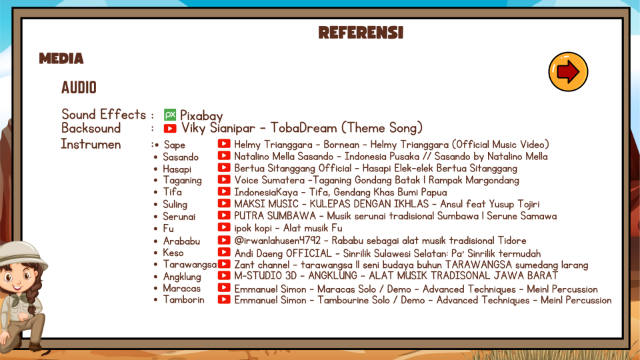 REFERENSI
MEDIA
AUDIO
Sound Effects : px Pixabay
Backsound : Viky Sianipar - TobaDream (Theme Song)
Instrumen :
• Sape Helmy Trianggara - Bornean - Helmy Trianggara (Official Music Video)
• Sasando Natalino Mella Sasando - Indonesia Pusaka // Sasando by Natalino Mella
• Hasapi Bertua Sitanggang Official - Hasapi Elek-elek Bertua Sitanggang
• Taganing Voice Sumatera -Taganing Gondang Batak | Rampak Margondang
• Tifa IndonesiaKaya - Tifa, Gendang Khas Bumi Papua
• Suling MAKSI MUSIC - KULEPAS DENGAN IKHLAS - Ansul feat Yusup Tojiri
• Serunai PUTRA SUMBAWA - Musik serunai tradisional Sumbawa | Serune Samawa
• Fu ipok kopi - Alat musik Fu
• Arababu @irwanlahusen4792 - Rababu sebagai alat musik tradisional Tidore
• Keso Andi Daeng OFFICIAL - Sinrilik Sulawesi Selatan: Pa' Sinrilik termudah
• Tarawangsa Zant channel - tarawangsa || seni budaya buhun TARAWANGSA sumedang larang
• Angklung M-STUDIO 3D - ANGKLUNG - ALAT MUSIK TRADISONAL JAWA BARAT
• Maracas Emmanuel Simon - Maracas Solo / Demo - Advanced Techniques - Meinl Percussion
• Tamborin Emmanuel Simon - Tambourine Solo / Demo - Advanced Techniques - Meinl Percussion